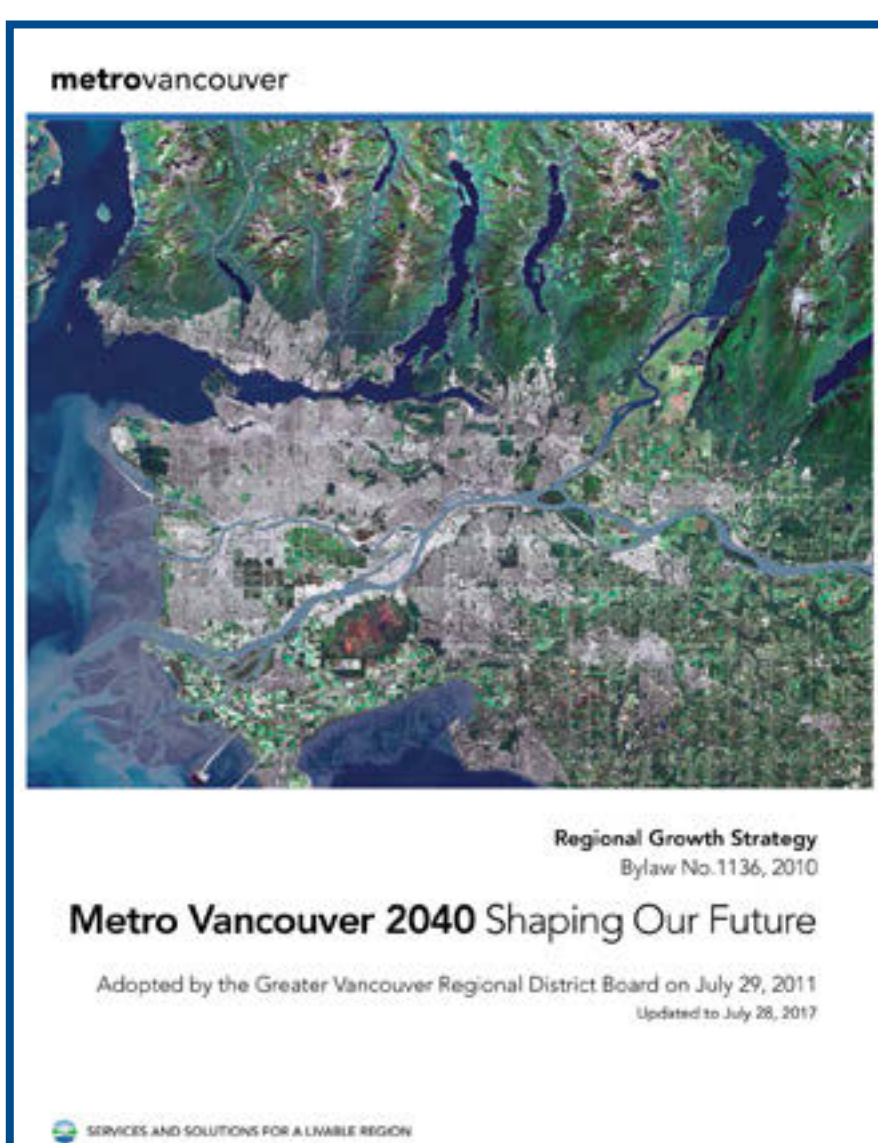 metrovancouver
Regional Growth Strategy
Bylaw No.1136, 2010
Metro Vancouver 2040 Shaping Our Future
Adopted by the Greater Vancouver Regional District Board on July 29, 2011
Updated to July 28, 2017
SERVICES AND SOLUTIONS FOR A LIVABLE REGION